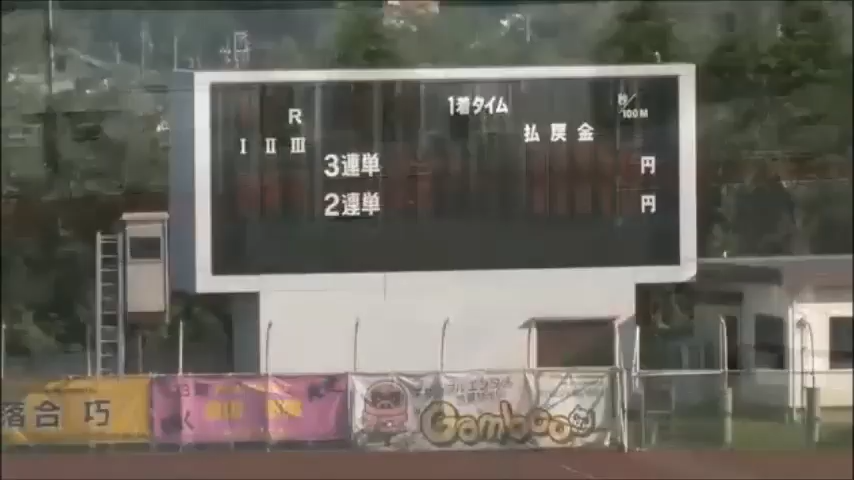 R 1着タイム 秒/100M
Ⅰ Ⅱ Ⅲ 払戻金
3連単 円
2連単 円
落合 巧
Gamboo